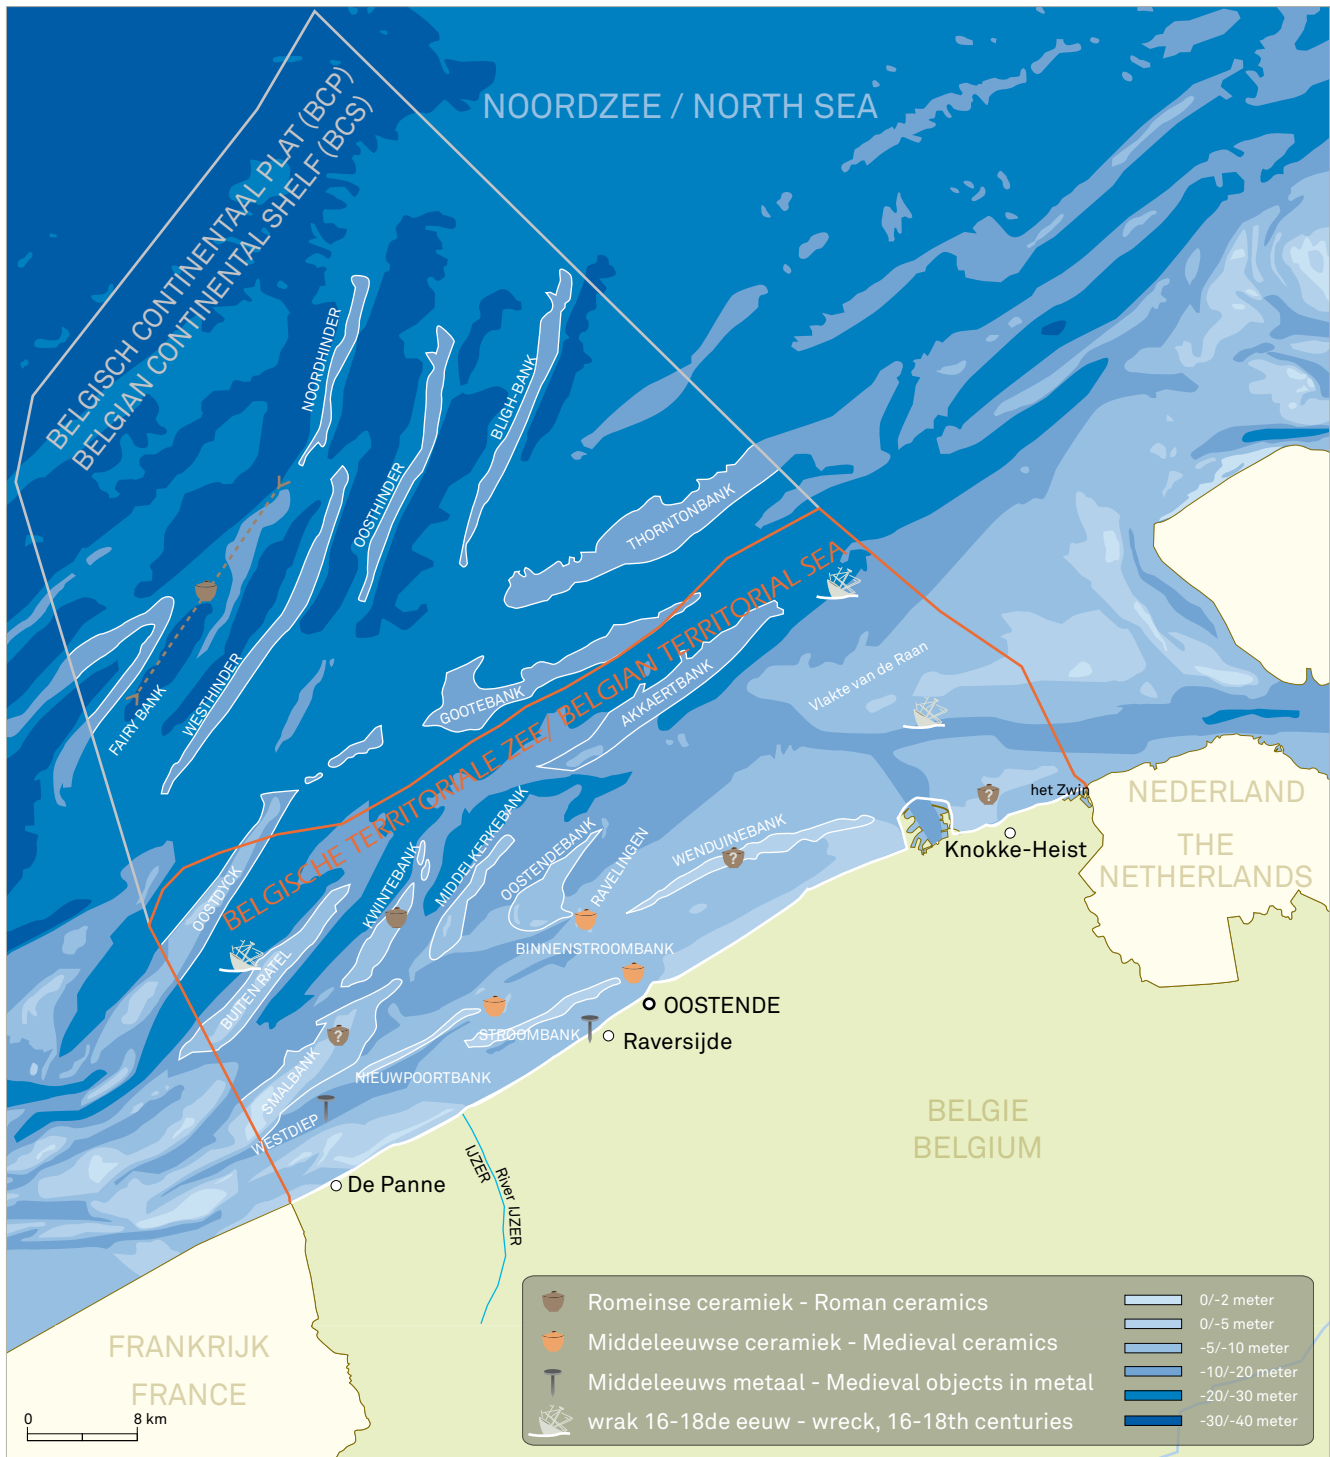 NOORDZEE / NORTH SEA
BELGISCH CONTINENTAAL PLAT (BCP)
BELGIAN CONTINENTAL SHELF (BCS)
NOORDHINDER
BLIGH-BANK
OOSTHINDER
THORNTONBANK
WESTHINDER
FAIRY BANK
GOOTEBANK
AKKAERTBANK
BELGISCHE TERRITORIALE ZEE/ BELGIAN TERRITORIAL SEA
Vlakte van de Raan
het Zwin
NEDERLAND
THE
NETHERLANDS
Knokke-Heist
OOSTDYCK
KWINTEBANK
MIDDELKERKEBANK
OOSTENDEBANK
RAVELINGEN
WENDUINEBANK
BUITEN RATEL
BINNENSTROOMBANK
OOSTENDE
STROOMBANK
Raversijde
SMALBANK
NIEUWPOORTBANK
WESTDIEP
De Panne
IJZER
River IJZER
BELGIE
BELGIUM
FRANKRIJK
FRANCE
0 8 km
?
?
?
Romeinse ceramiek - Roman ceramics
Middeleeuwse ceramiek - Medieval ceramics
Middeleeuws metaal - Medieval objects in metal
wrak 16-18de eeuw - wreck, 16-18th centuries
0/-2 meter
0/-5 meter
-5/-10 meter
-10/-20 meter
-20/-30 meter
-30/-40 meter